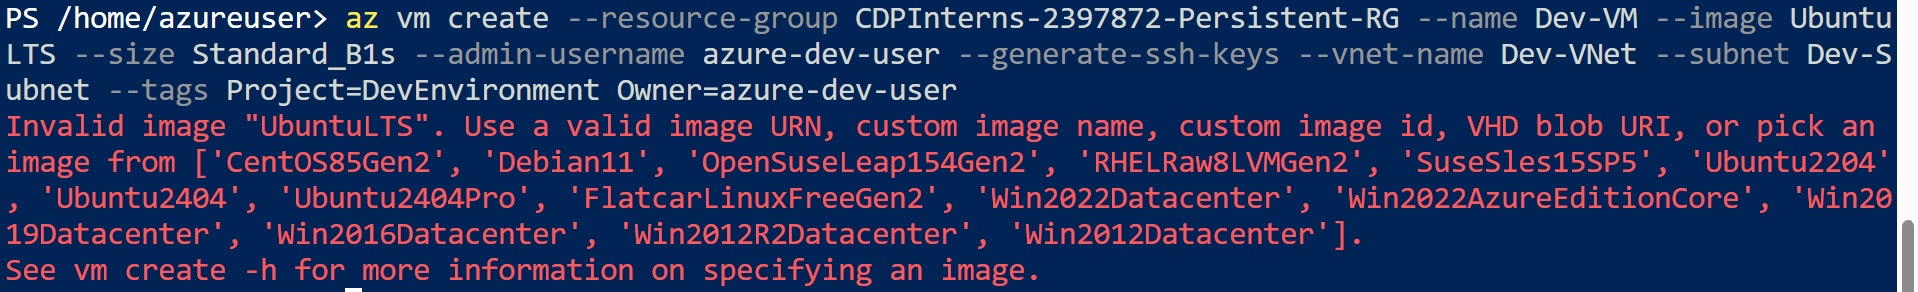 PS /home/azureuser> az vm create --resource-group CDPInterns-2397872-Persistent-RG --name Dev-VM --image Ubuntu
LTS --size Standard_B1s --admin-username azure-dev-user --generate-ssh-keys --vnet-name Dev-VNet --subnet Dev-S
ubnet --tags Project=DevEnvironment Owner=azure-dev-user
Invalid image "UbuntuLTS". Use a valid image URN, custom image name, custom image id, VHD blob URI, or pick an
image from ['CentOS85Gen2', 'Debian11', 'OpenSuseLeap154Gen2', 'RHELRaw8LVMGen2', 'SuseSles15SP5', 'Ubuntu2204'
, 'Ubuntu2404', 'Ubuntu2404Pro', 'FlatcarLinuxFreeGen2', 'Win2022Datacenter', 'Win2022AzureEditionCore', 'Win20
19Datacenter', 'Win2016Datacenter', 'Win2012R2Datacenter', 'Win2012Datacenter'].
See vm create -h for more information on specifying an image.